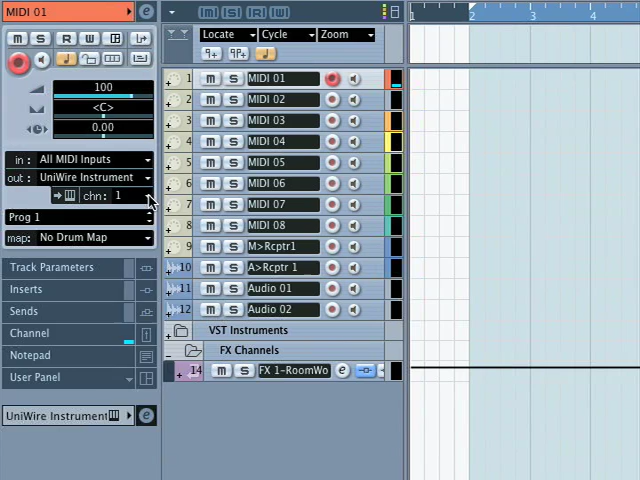 MIDI 01
e
M S R W
100
<C>
0.00
in : All MIDI Inputs
out : UniWire Instrument
chn : 1
Prog 1
map: No Drum Map
Track Parameters
Inserts
Sends
Channel
Notepad
User Panel
UniWire Instrument e
M S R W
Locate Cycle Zoom
1 2 3 4
1 M S MIDI 01
2 M S MIDI 02
3 M S MIDI 03
4 M S MIDI 04
5 M S MIDI 05
6 M S MIDI 06
7 M S MIDI 07
8 M S MIDI 08
9 M S M>Rcptr1
10 M S A>Rcptr 1
11 M S Audio 01
12 M S Audio 02
VST Instruments
FX Channels
14 M S FX 1-RoomWo e